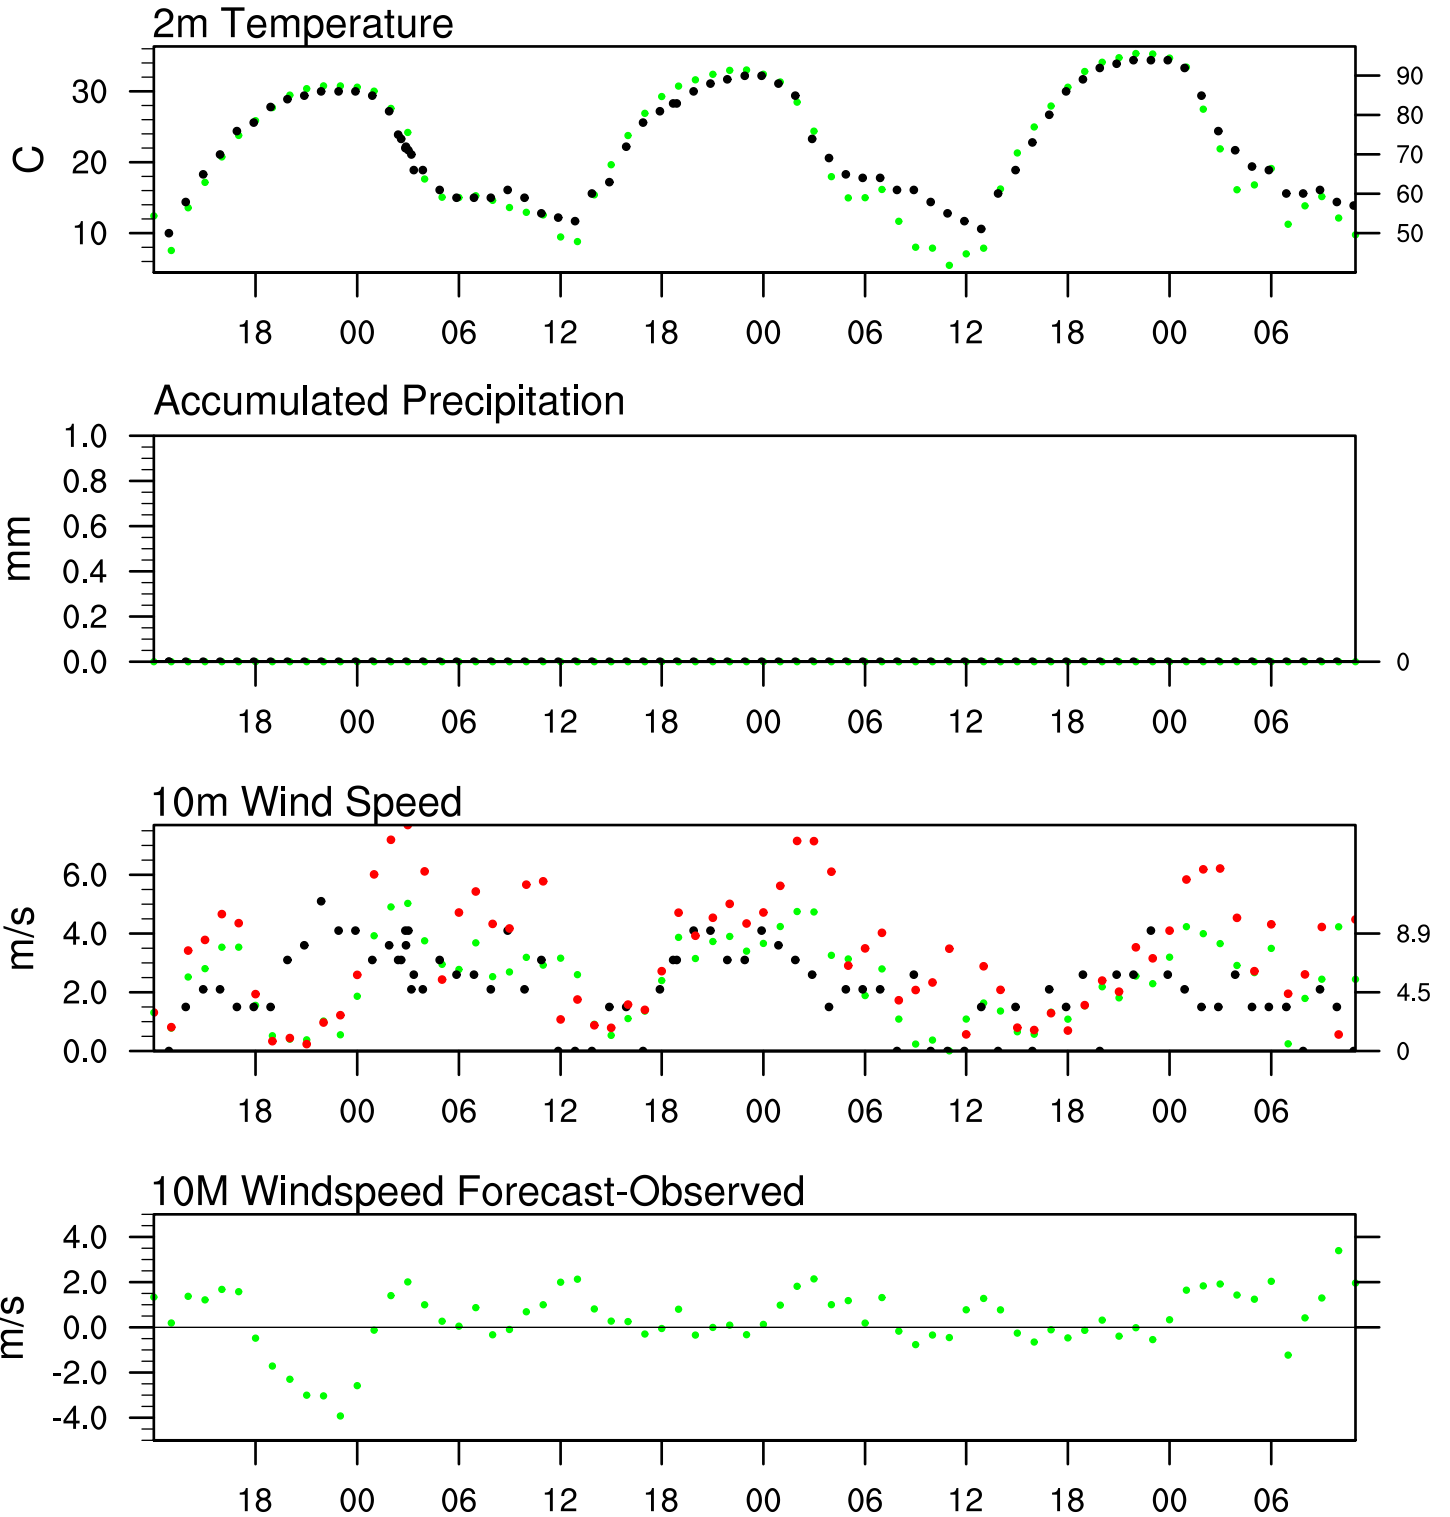 2m Temperature
30 90
80
C 20 70
60
10 50
18 00 06 12 18 00 06 12 18 00 06
Accumulated Precipitation
1.0
0.8
0.6
mm
0.4
0.2
0.0 0
18 00 06 12 18 00 06 12 18 00 06
10m Wind Speed
6.0
m/s 4.0 8.9
2.0 4.5
0.0 0
18 00 06 12 18 00 06 12 18 00 06
10M Windspeed Forecast-Observed
4.0
2.0
m/s 0.0
-2.0
-4.0
18 00 06 12 18 00 06 12 18 00 06